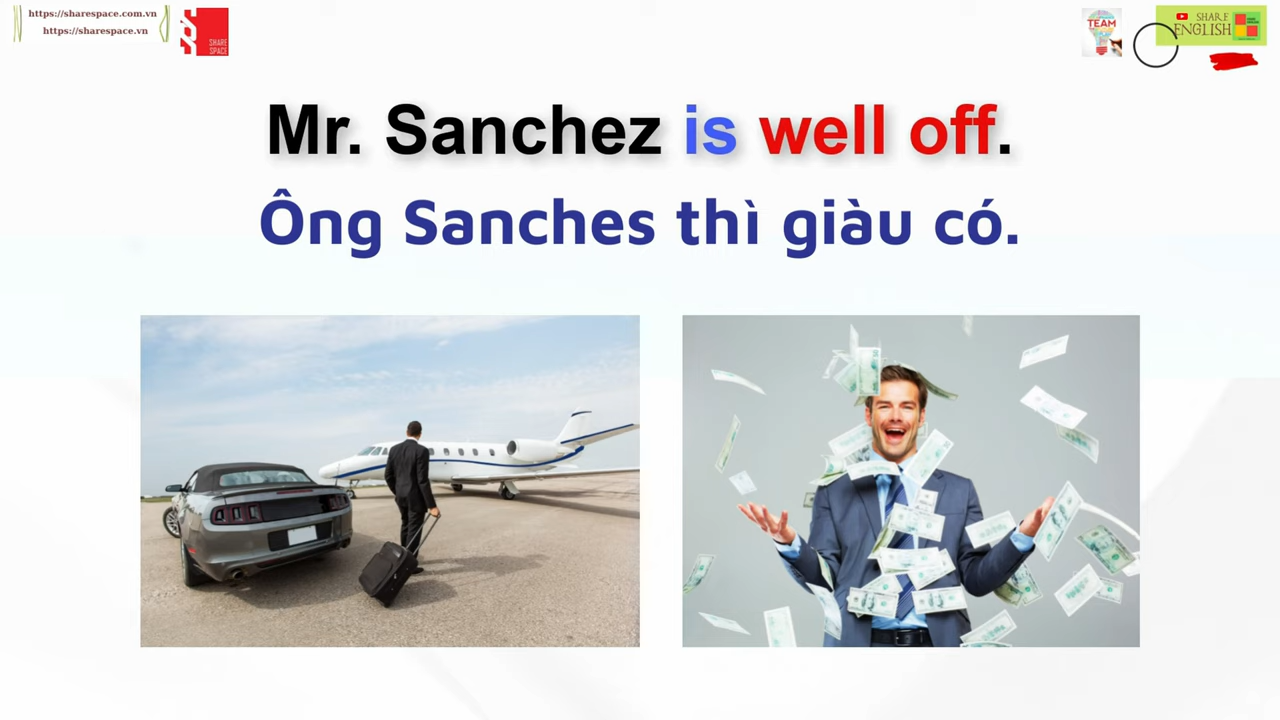 https://sharespace.com.vn
https://sharespace.vn
SHARE
SPACE
TEAM
SHARE
ENGLISH
Mr. Sanchez is well off.
Ông Sanches thì giàu có.